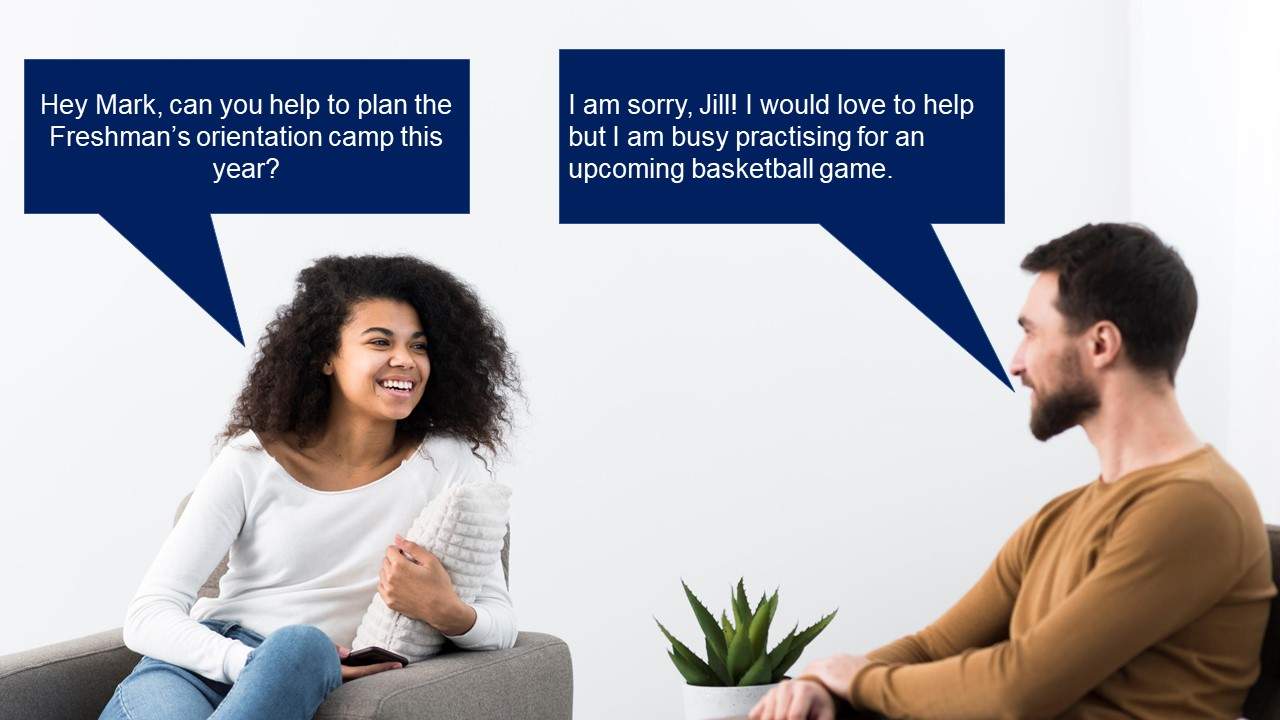 Hey Mark, can you help to plan the
Freshman’s orientation camp this
year?
I am sorry, Jill! I would love to help
but I am busy practising for an
upcoming basketball game.